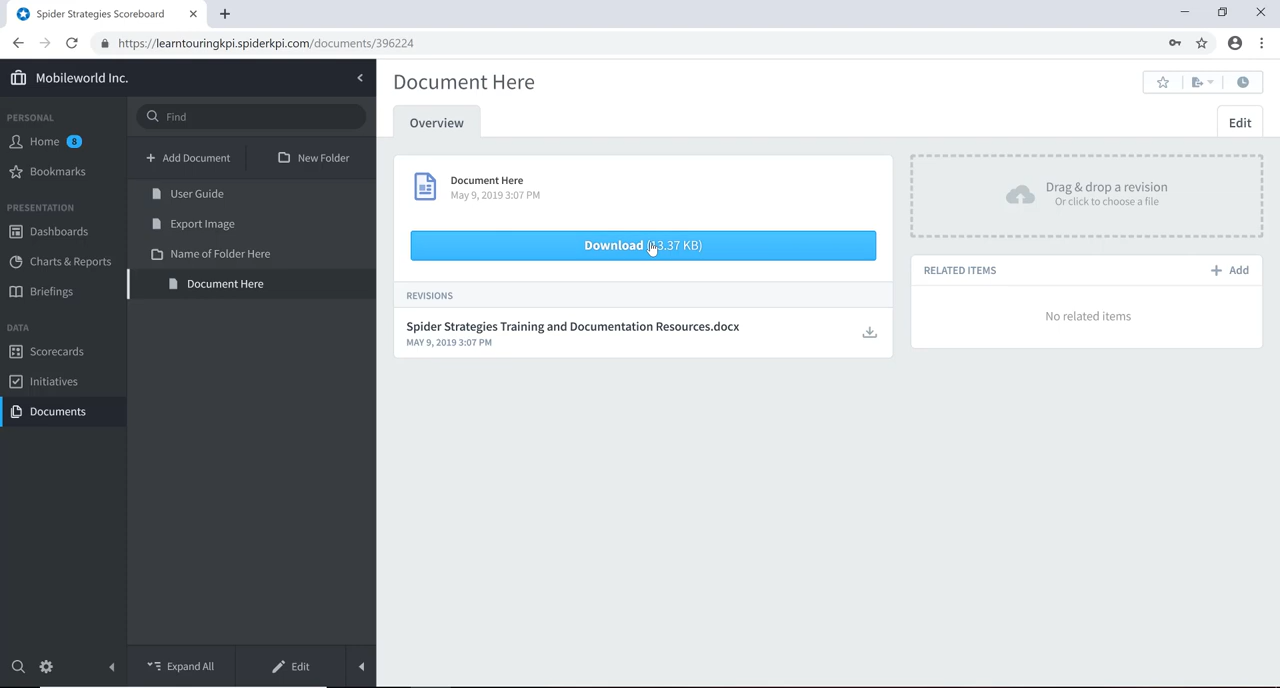 Spider Strategies Scoreboard
https://learntouringkpi.spiderkpi.com/documents/396224
Mobileworld Inc.
PERSONAL
Home 8
Bookmarks
PRESENTATION
Dashboards
Charts & Reports
Briefings
DATA
Scorecards
Initiatives
Documents
Find
Add Document
New Folder
User Guide
Export Image
Name of Folder Here
Document Here
Expand All
Edit
Document Here
Overview
Edit
Document Here
May 9, 2019 3:07 PM
Download
KB)
REVISIONS
Spider Strategies Training and Documentation Resources.docx
MAY 9, 2019 3:07 PM
Drag & drop a revision
Or click to choose a file
RELATED ITEMS
Add
No related items